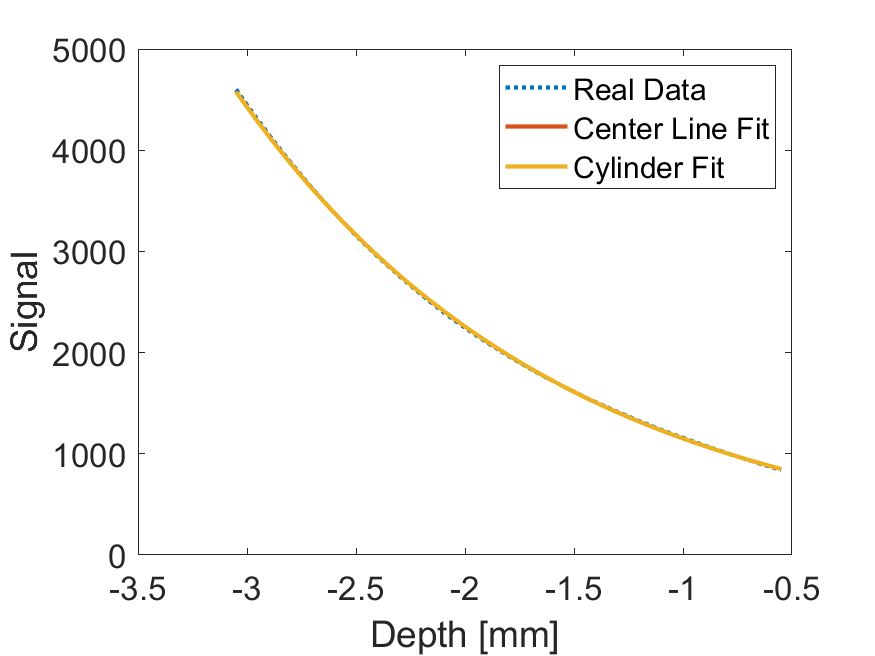 5000
4000
3000
2000
1000
0
Signal
Real Data
Center Line Fit
Cylinder Fit
-3.5 -3 -2.5 -2 -1.5 -1 -0.5
Depth [mm]